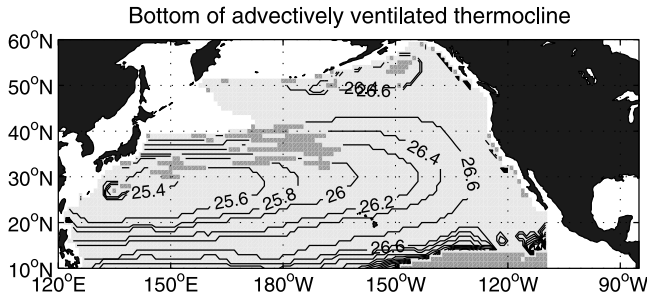 Bottom of advectively ventilated thermocline
60°N
50°N
26.4 26.6
40°N
26.4
26.6
30°N
25.4 25.6 25.8 26 26.2
20°N
26.6
10°N
120°E 150°E 180°W 150°W 120°W 90°W